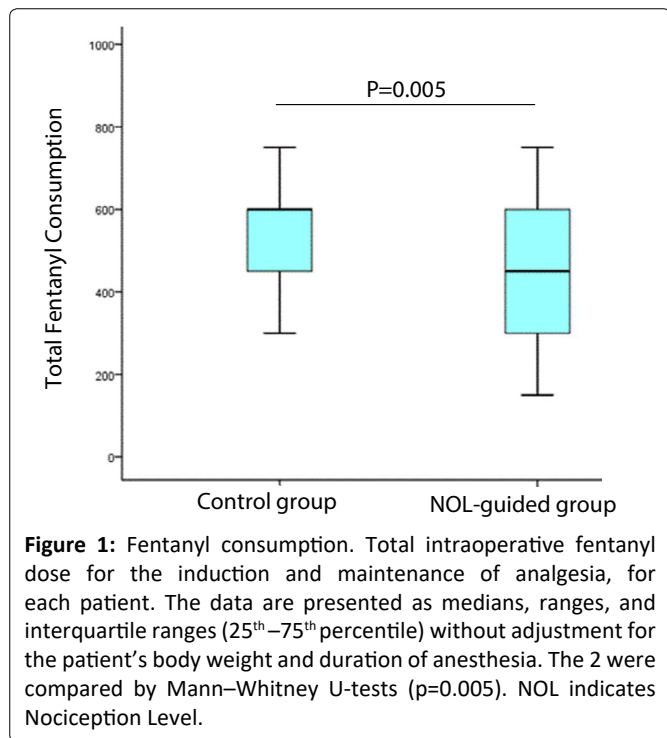 1000
P=0.005
800
600
400
200
0
Total Fentanyl Consumption
Control group
NOL-guided group
Figure 1: Fentanyl consumption. Total intraoperative fentanyl
dose for the induction and maintenance of analgesia, for
each patient. The data are presented as medians, ranges, and
interquartile ranges (25th–75th percentile) without adjustment for
the patient's body weight and duration of anesthesia. The 2 were
compared by Mann–Whitney U-tests (p=0.005). NOL indicates
Nociception Level.